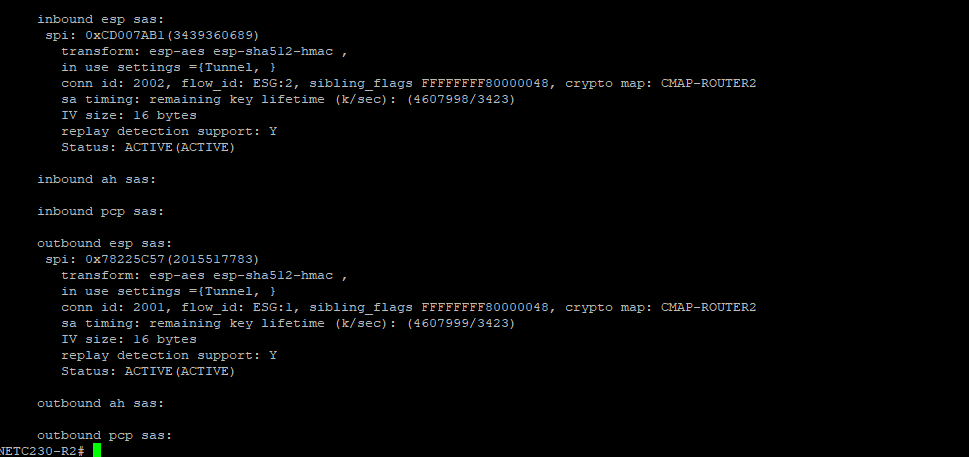 inbound esp sas:
spi: 0xCD007AB1(3439360689)
transform: esp-aes esp-sha512-hmac ,
in use settings ={Tunnel, }
conn id: 2002, flow_id: ESG:2, sibling_flags FFFFFFFF80000048, crypto map: CMAP-ROUTER2
sa timing: remaining key lifetime (k/sec): (4607998/3423)
IV size: 16 bytes
replay detection support: Y
Status: ACTIVE(ACTIVE)
inbound ah sas:
inbound pcp sas:
outbound esp sas:
spi: 0x78225C57(2015517783)
transform: esp-aes esp-sha512-hmac ,
in use settings ={Tunnel, }
conn id: 2001, flow_id: ESG:1, sibling_flags FFFFFFFF80000048, crypto map: CMAP-ROUTER2
sa timing: remaining key lifetime (k/sec): (4607999/3423)
IV size: 16 bytes
replay detection support: Y
Status: ACTIVE(ACTIVE)
outbound ah sas:
outbound pcp sas:
NETC230-R2#